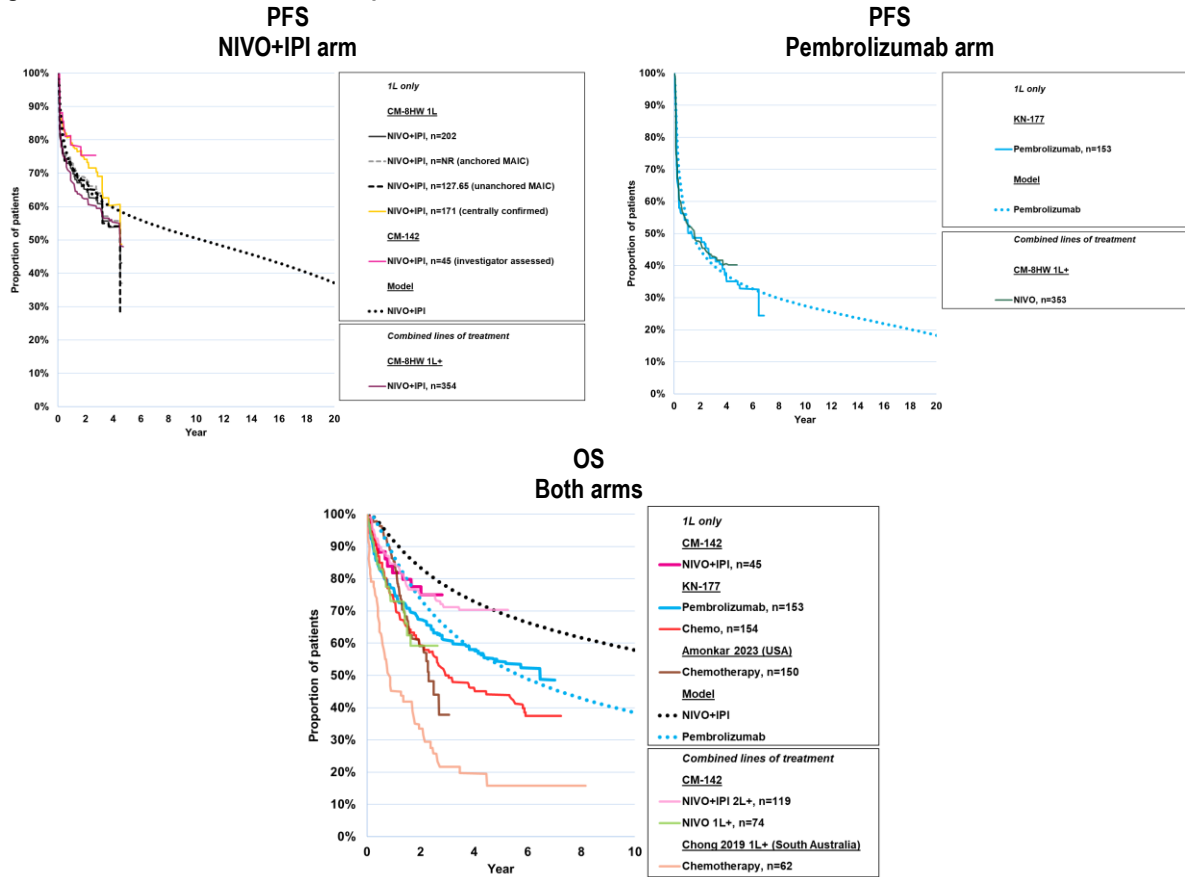 PFS
NIVO+IPI arm
100%
90%
80%
70%
60%
50%
40%
30%
20%
10%
0%
Proportion of patients
0 2 4 6 8 10 12 14 16 18 20
Year
1L only
CM-8HW 1L
NIVO+IPI, n=202
NIVO+IPI, n=NR (anchored MAIC)
NIVO+IPI, n=127.65 (unanchored MAIC)
NIVO+IPI, n=171 (centrally confirmed)
CM-142
NIVO+IPI, n=45 (investigator assessed)
Model
NIVO+IPI
Combined lines of treatment
CM-8HW 1L+
NIVO+IPI, n=354
PFS
Pembrolizumab arm
100%
90%
80%
70%
60%
50%
40%
30%
20%
10%
0%
Proportion of patients
0 2 4 6 8 10 12 14 16 18 20
Year
1L only
KN-177
Pembrolizumab, n=153
Model
Pembrolizumab
Combined lines of treatment
CM-8HW 1L+
NIVO, n=353
OS
Both arms
100%
90%
80%
70%
60%
50%
40%
30%
20%
10%
0%
Proportion of patients
0 2 4 6 8 10
Year
1L only
CM-142
NIVO+IPI, n=45
KN-177
Pembrolizumab, n=153
Chemo, n=154
Amonkar 2023 (USA)
Chemotherapy, n=150
Model
NIVO+IPI
Pembrolizumab
Combined lines of treatment
CM-142
NIVO+IPI 2L+, n=119
NIVO 1L+, n=74
Chong 2019 1L+ (South Australia)
Chemotherapy, n=62